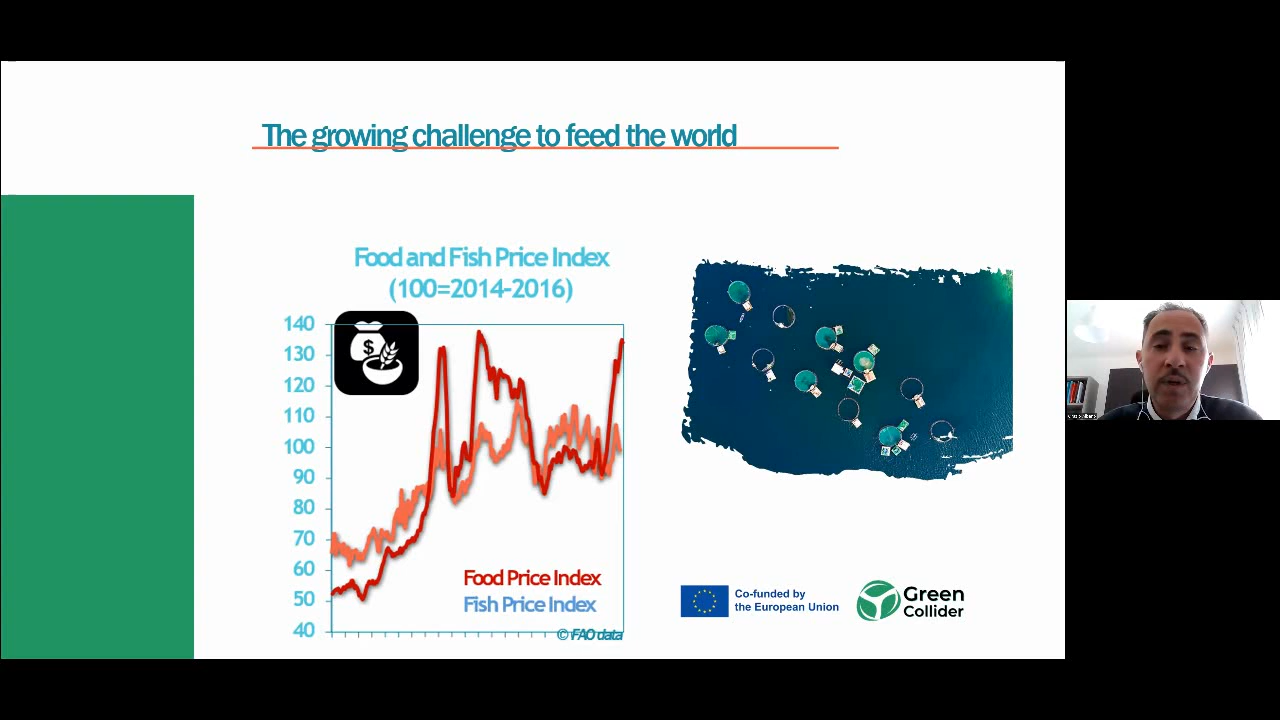 The growing challenge to feed the world
Food and Fish Price Index
(100=2014-2016)
140
130
120
110
100
90
80
70
60
50
40
$
Food Price Index
Fish Price Index
© FAO data
Co-funded by
the European Union
Green
Collider